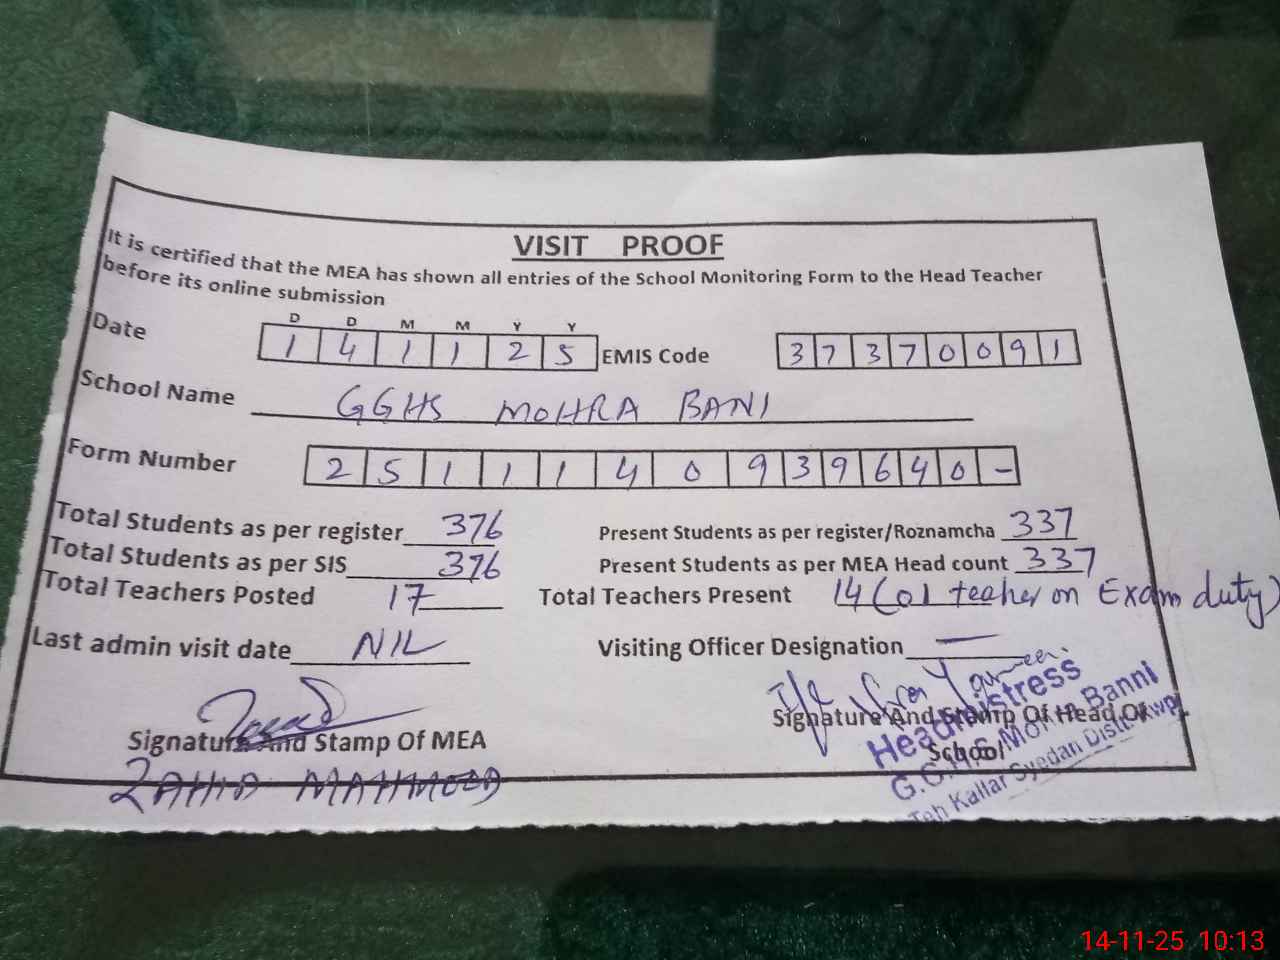 VISIT PROOF
It is certified that the MEA has shown all entries of the School Monitoring Form to the Head Teacher
before its online submission
D D M M Y Y
Date 1 4 1 1 2 5 EMIS Code 3 7 3 7 0 0 9 1
School Name GGHS MOHRA BANI
Form Number 2 5 1 1 1 4 0 9 3 9 6 4 0 -
Total Students as per register 376 Present Students as per register/Roznamcha 337
Total Students as per SIS 376 Present Students as per MEA Head count 337
Total Teachers Posted 17 Total Teachers Present 14 (01 teaher on Exam duty)
Last admin visit date NIL Visiting Officer Designation —
Signature And Stamp Of MEA Signature And Stamp Of Head Of
School
ZAHID MAHMOOD
Headmistress
G.G.H.S Mohra Banni
Teh Kallar Syedan Distt. Rwp
14-11-25 10:13